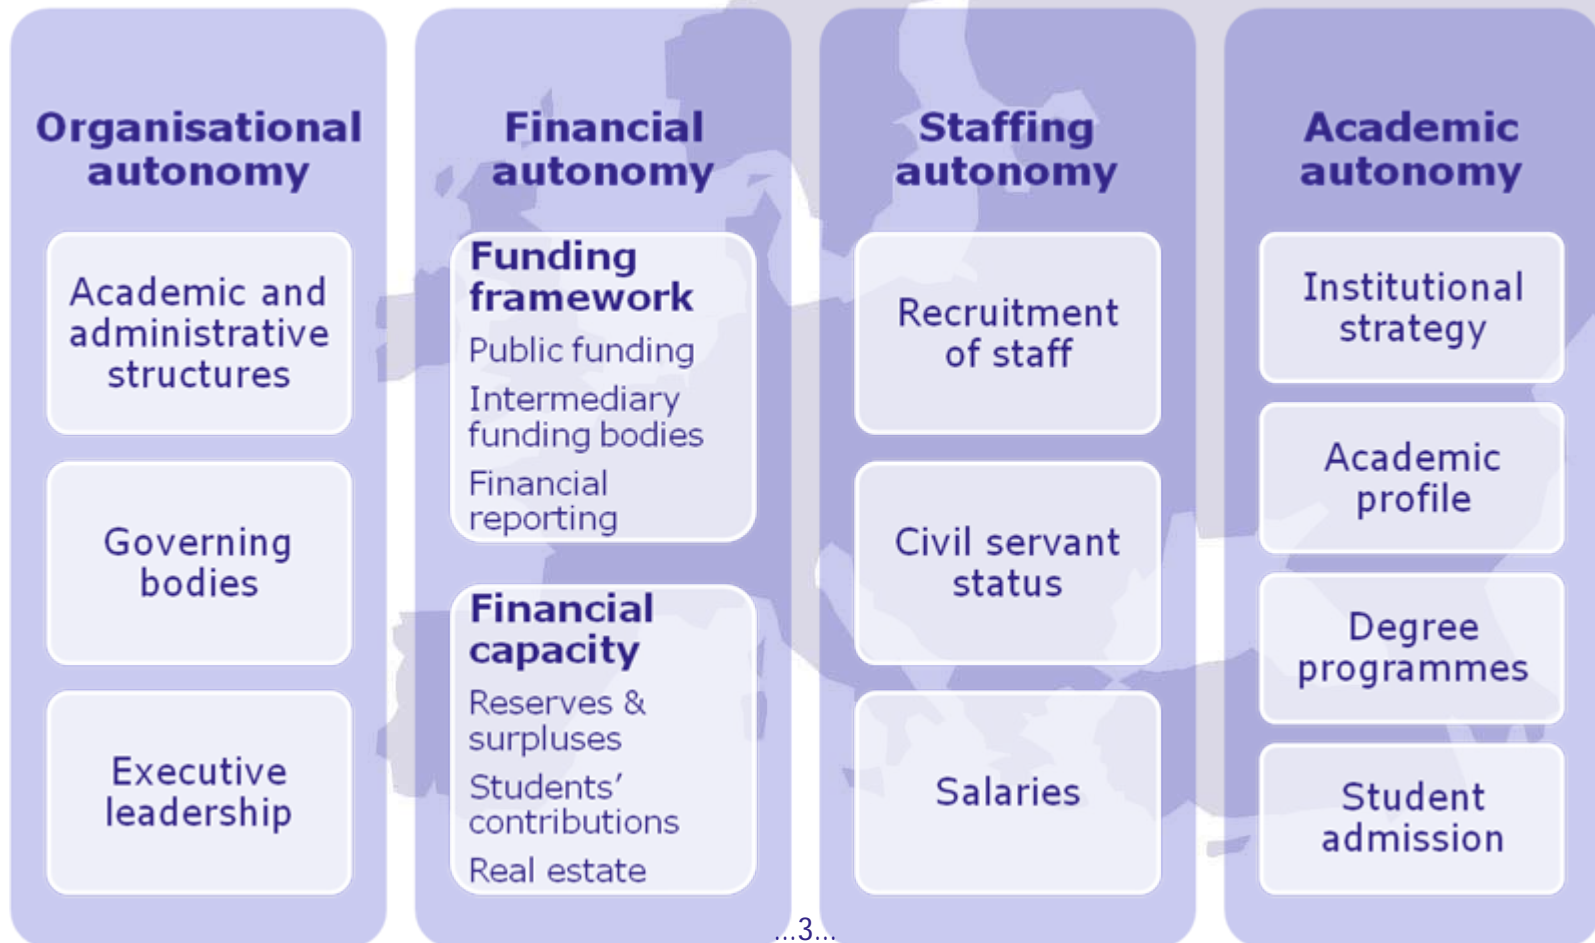 Organisational
autonomy
Academic and
administrative
structures
Governing
bodies
Executive
leadership
Financial
autonomy
Funding
framework
Public funding
Intermediary
funding bodies
Financial
reporting
Financial
capacity
Reserves &
surpluses
Students’
contributions
Real estate
Staffing
autonomy
Recruitment
of staff
Civil servant
status
Salaries
Academic
autonomy
Institutional
strategy
Academic
profile
Degree
programmes
Student
admission
...3...